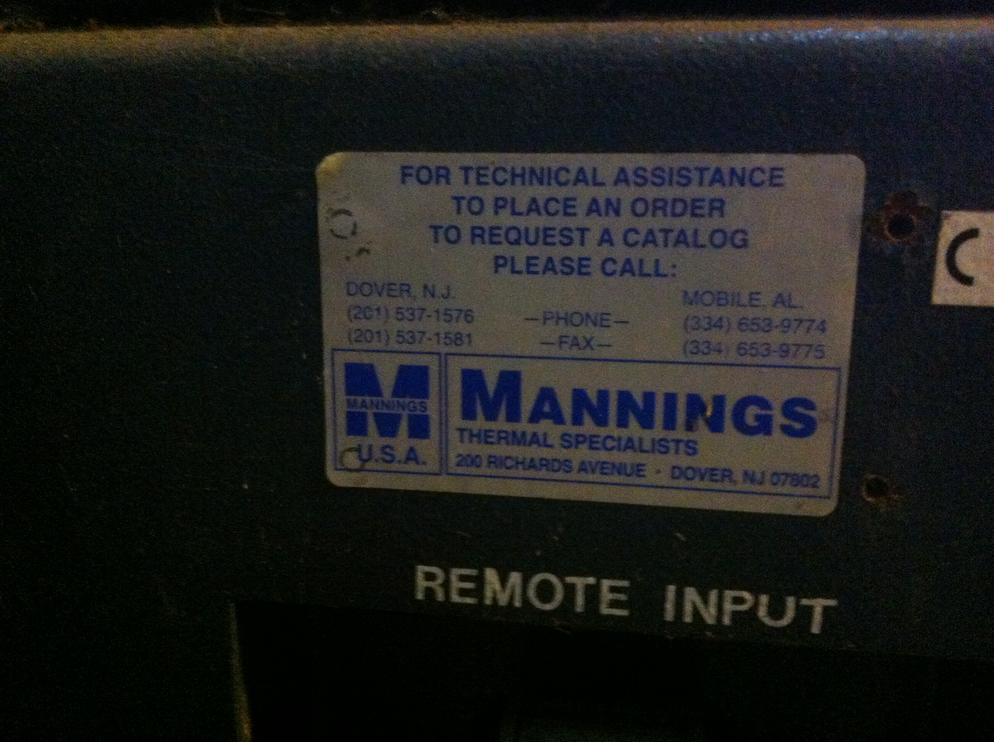 FOR TECHNICAL ASSISTANCE
TO PLACE AN ORDER
TO REQUEST A CATALOG
PLEASE CALL:
DOVER, N.J. MOBILE. AL.
(201) 537-1576 —PHONE— (334) 653-9774
(201) 537-1581 —FAX— (334) 653-9775
M
MANNINGS
U.S.A.
MANNINGS
THERMAL SPECIALISTS
200 RICHARDS AVENUE · DOVER, NJ 07802
REMOTE INPUT